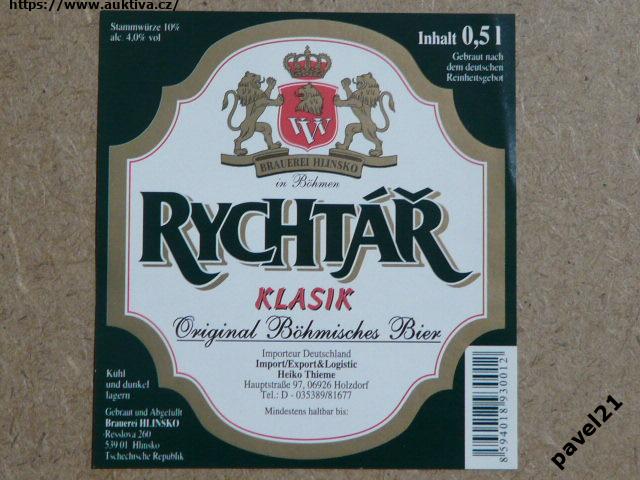 https://www.auktiva.cz/
Stammwürze 10%
alc. 4,0% vol
Inhalt 0,5 l
Gebraut nach
dem deutschen
Reinheitsgebot
BRAUEREI HLINSKO
in Böhmen
RYCHTÁŘ
KLASIK
Original Böhmisches Bier
Importeur Deutschland
Import/Export&Logistic
Heiko Thieme
Hauptstraße 97, 06926 Holzdorf
Tel.: D - 035389/81677
Mindestens haltbar bis:
Kühl
und dunkel
lagern
Gebraut und Abgefüllt
Brauerei HLINSKO
Resslova 260
539 01 Hlinsko
Tschechische Republik
8594018930012
pavel21